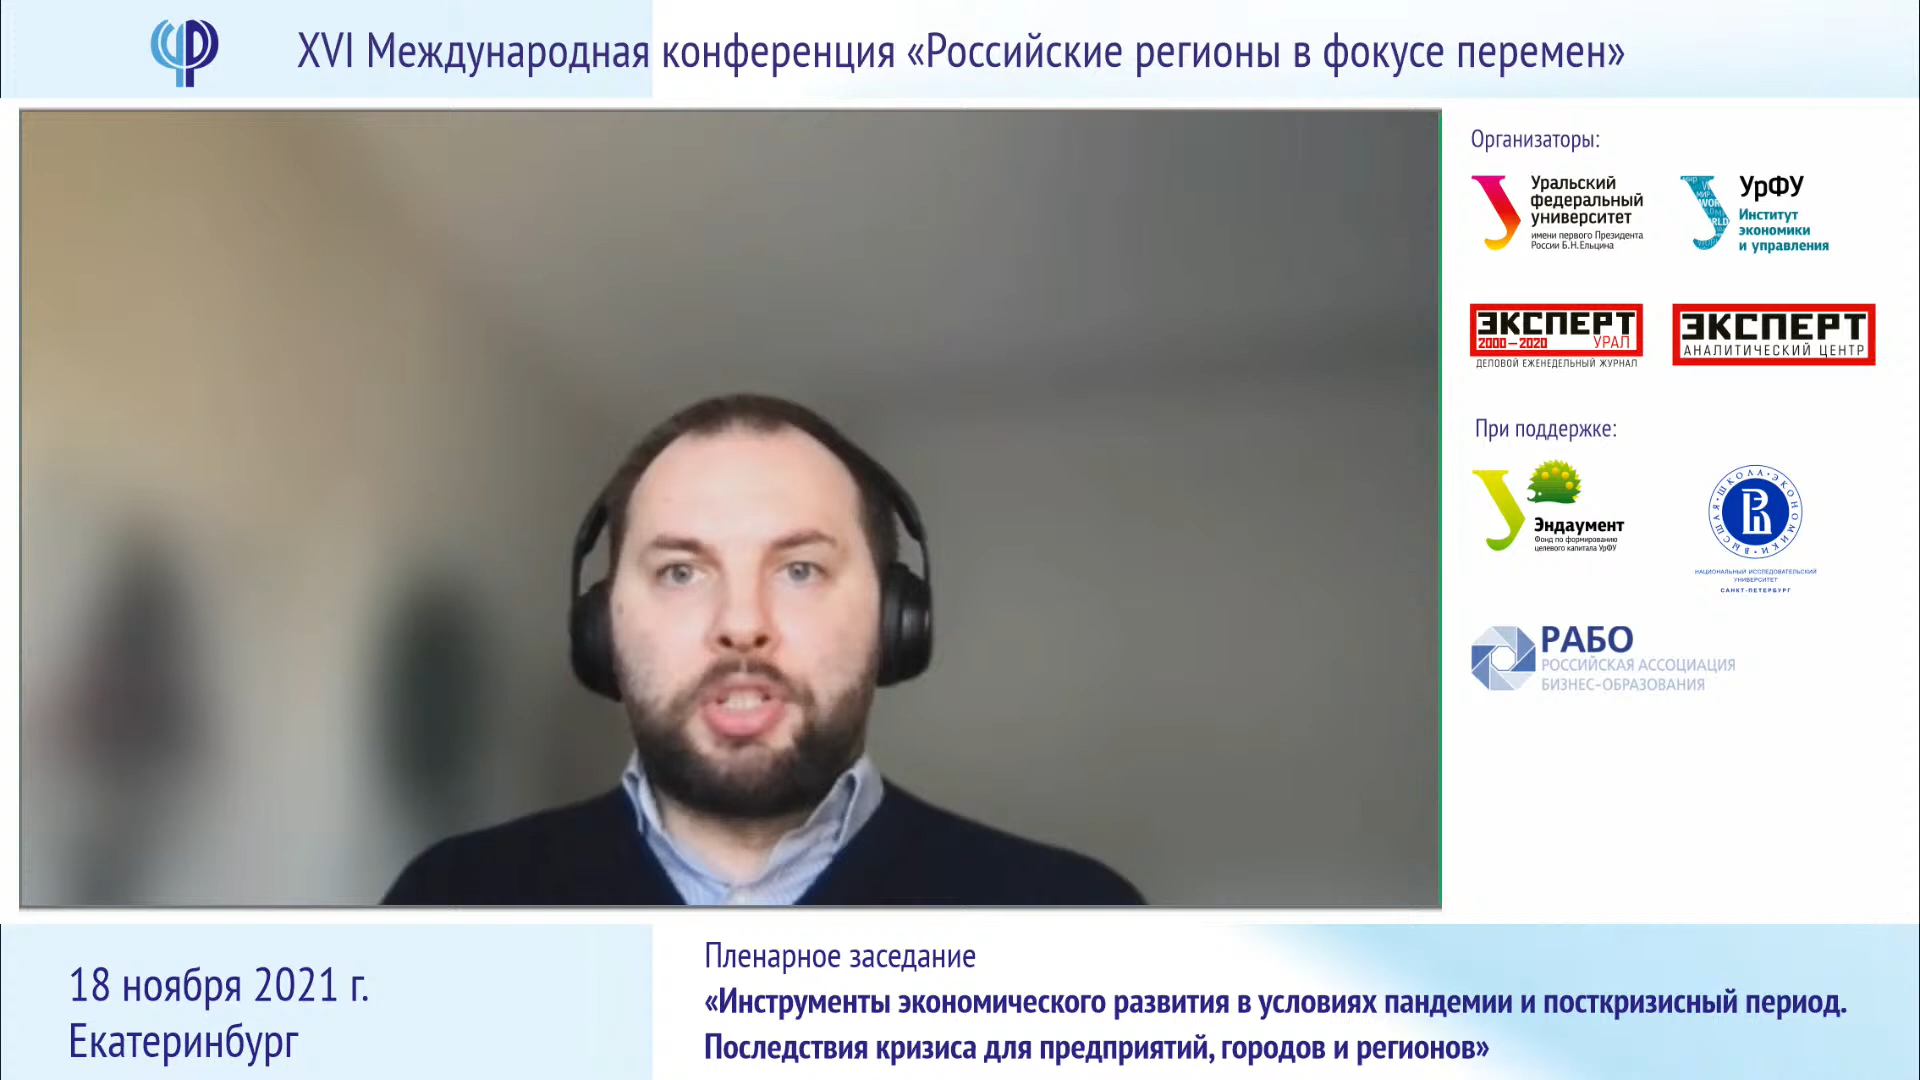 XVI Международная конференция «Российские регионы в фокусе перемен»
Организаторы:
Уральский
федеральный
университет
имени первого Президента
России Б.Н.Ельцина
УрФУ
Институт
экономики
и управления
ЭКСПЕРТ
2000—2020 УРАЛ
ДЕЛОВОЙ ЕЖЕНЕДЕЛЬНЫЙ ЖУРНАЛ
ЭКСПЕРТ
АНАЛИТИЧЕСКИЙ ЦЕНТР
При поддержке:
Эндаумент
Фонд по формированию
целевого капитала УрФУ
ВЫСШАЯ ШКОЛА ЭКОНОМИКИ
НАЦИОНАЛЬНЫЙ ИССЛЕДОВАТЕЛЬСКИЙ
УНИВЕРСИТЕТ
САНКТ-ПЕТЕРБУРГ
РАБО
РОССИЙСКАЯ АССОЦИАЦИЯ
БИЗНЕС-ОБРАЗОВАНИЯ
18 ноября 2021 г.
Екатеринбург
Пленарное заседание
«Инструменты экономического развития в условиях пандемии и посткризисный период.
Последствия кризиса для предприятий, городов и регионов»